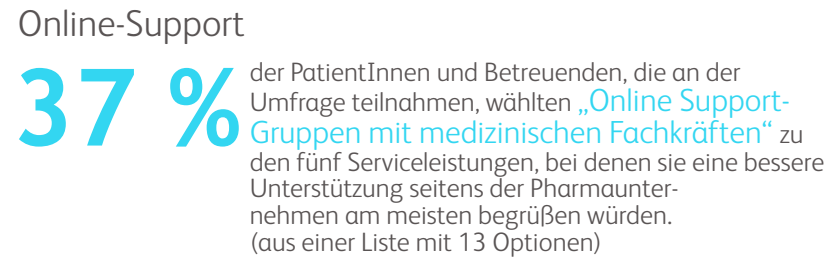 Online-Support
37 %
der PatientInnen und Betreuenden, die an der
Umfrage teilnahmen, wählten „Online Support-
Gruppen mit medizinischen Fachkräften“ zu
den fünf Serviceleistungen, bei denen sie eine bessere
Unterstützung seitens der Pharmaunter-
nehmen am meisten begrüßen würden.
(aus einer Liste mit 13 Optionen)